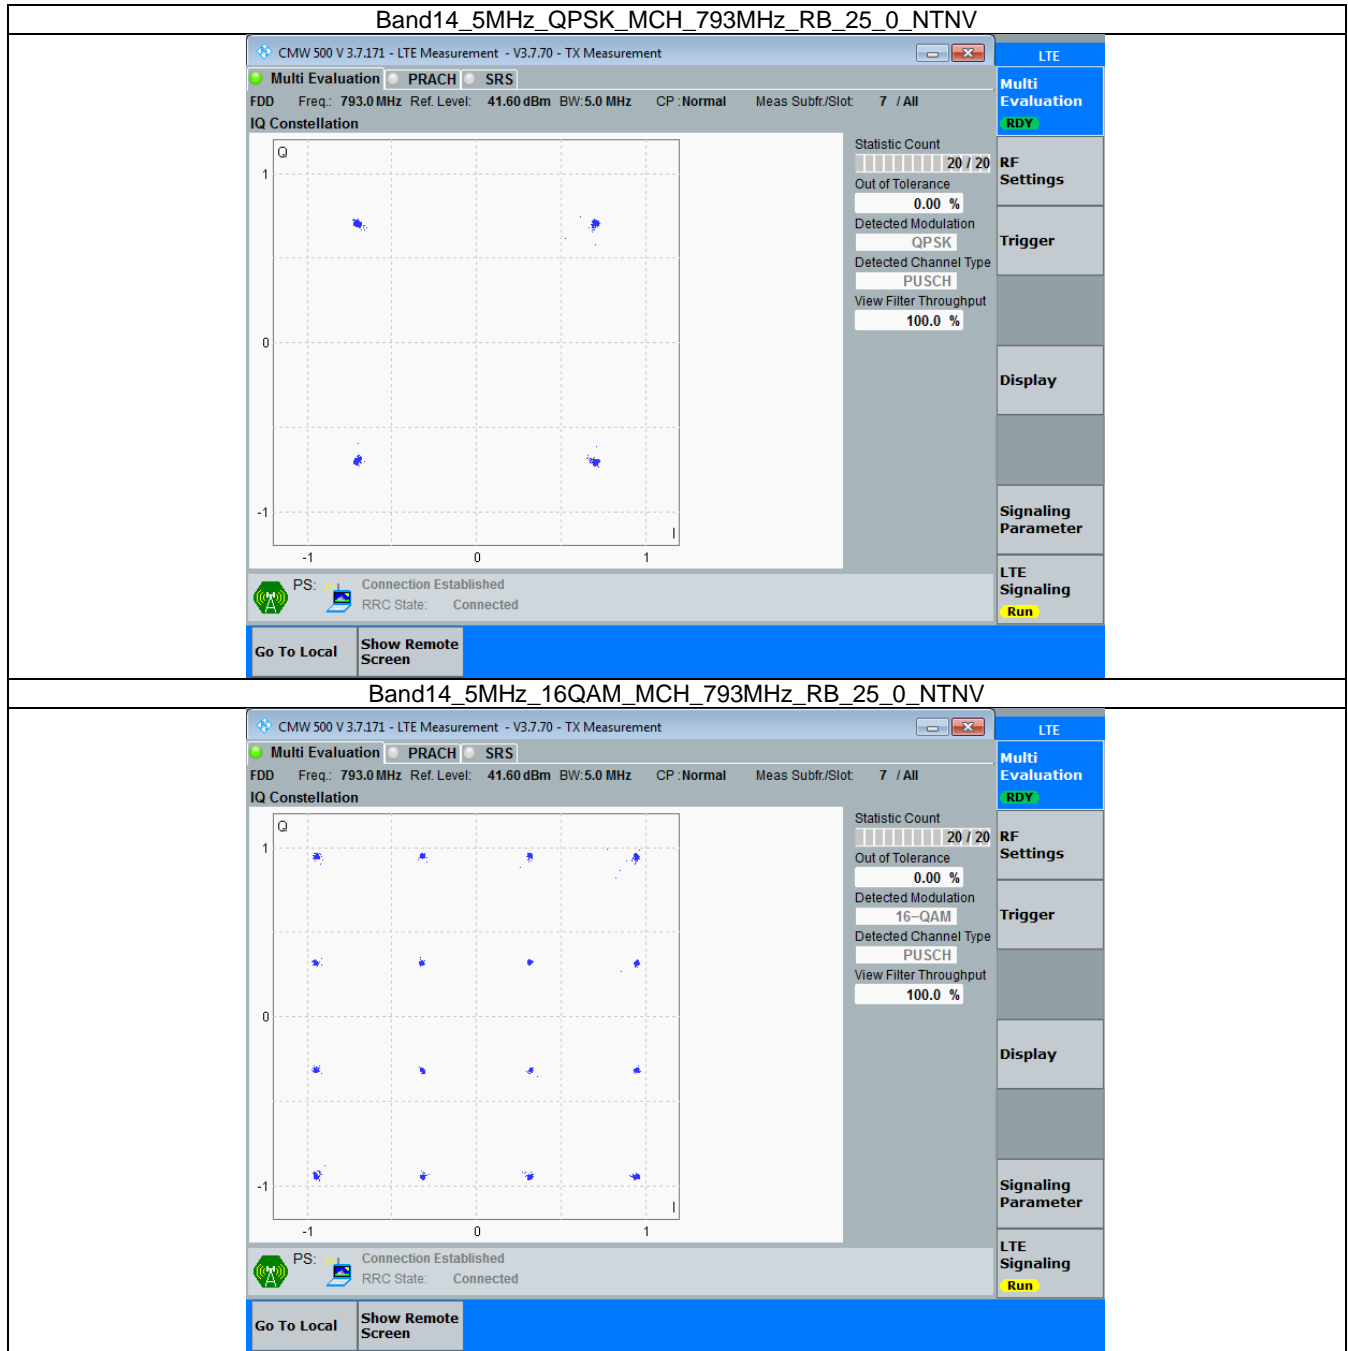 Band14_5MHz_QPSK_MCH_793MHz_RB_25_0_NTNV
CMW 500 V 3.7.171 - LTE Measurement - V3.7.70 - TX Measurement
LTE
Multi Evaluation PRACH SRS
Multi
Evaluation
RDY
FDD Freq.: 793.0 MHz Ref. Level: 41.60 dBm BW: 5.0 MHz CP : Normal Meas Subfr./Slot: 7 / All
IQ Constellation
Q
1
0
-1
I
-1 0 1
Statistic Count
20 / 20
Out of Tolerance
0.00 %
Detected Modulation
QPSK
Detected Channel Type
PUSCH
View Filter Throughput
100.0 %
RF
Settings
Trigger
Display
Signaling
Parameter
LTE
Signaling
Run
PS: Connection Established
RRC State: Connected
Go To Local
Show Remote
Screen
Band14_5MHz_16QAM_MCH_793MHz_RB_25_0_NTNV
CMW 500 V 3.7.171 - LTE Measurement - V3.7.70 - TX Measurement
LTE
Multi Evaluation PRACH SRS
Multi
Evaluation
RDY
FDD Freq.: 793.0 MHz Ref. Level: 41.60 dBm BW: 5.0 MHz CP : Normal Meas Subfr./Slot: 7 / All
IQ Constellation
Q
1
0
-1
I
-1 0 1
Statistic Count
20 / 20
Out of Tolerance
0.00 %
Detected Modulation
16-QAM
Detected Channel Type
PUSCH
View Filter Throughput
100.0 %
RF
Settings
Trigger
Display
Signaling
Parameter
LTE
Signaling
Run
PS: Connection Established
RRC State: Connected
Go To Local
Show Remote
Screen